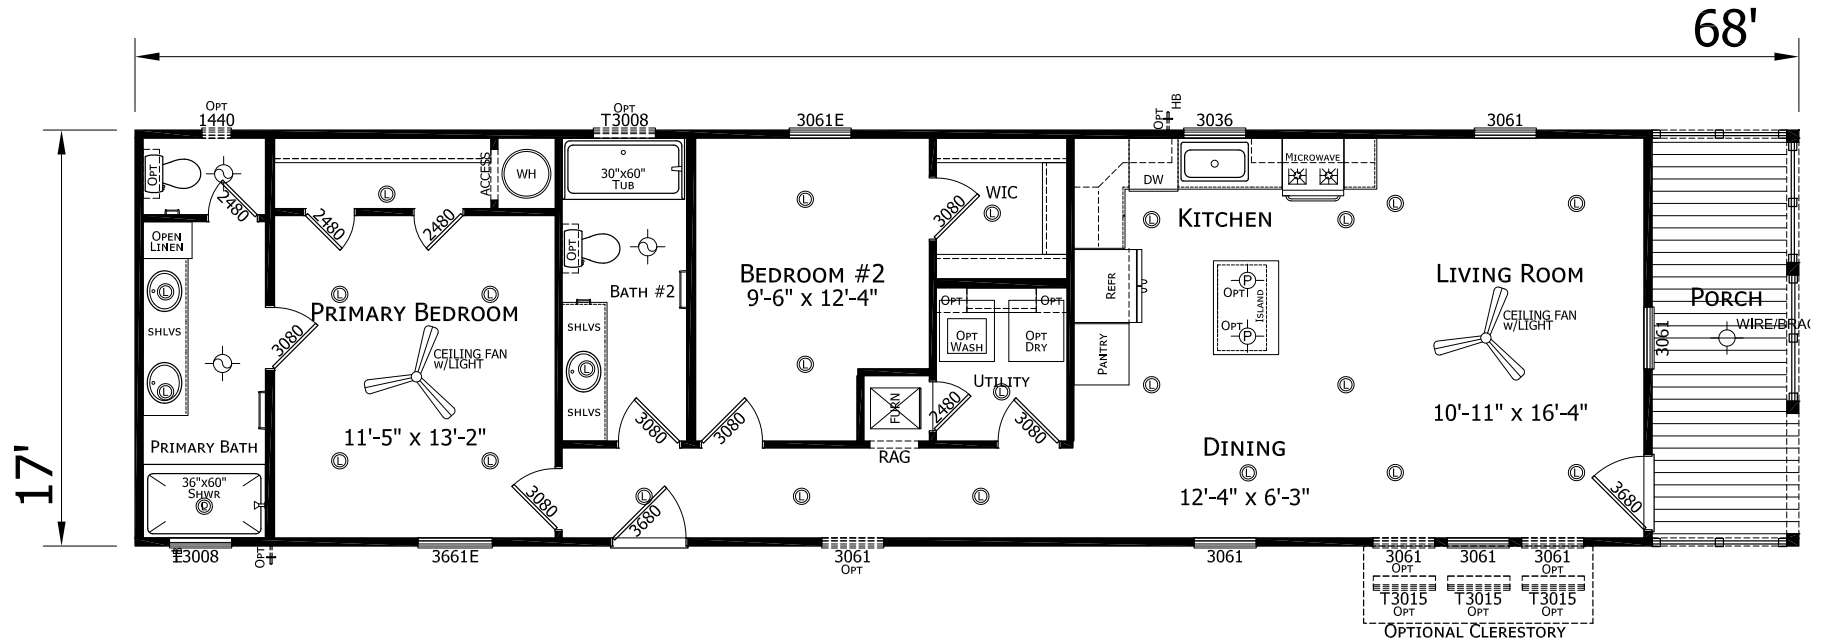 68'
17'
OPT
1440
OPT
T3008
3061E
OPT
HB
3036
3061
OPT
2480
OPEN
LINEN
SHLVS
SHLVS
3080
PRIMARY BATH
36"x60"
SHWR
ACCESS
WH
2480
2480
PRIMARY BEDROOM
CEILING FAN
w/LIGHT
11'-5" x 13'-2"
3080
30"x60"
TUB
OPT
BATH #2
SHLVS
SHLVS
3080
3680
BEDROOM #2
9'-6" x 12'-4"
3080
3080
WIC
OPT
OPT
OPT
WASH
OPT
DRY
UTILITY
FURN
2480
3080
RAG
DW
MICROWAVE
KITCHEN
REFR
PANTRY
P
OPT
ISLAND
OPT
P
DINING
12'-4" x 6'-3"
LIVING ROOM
CEILING FAN
w/LIGHT
10'-11" x 16'-4"
3061
3680
PORCH
WIRE/BRAC
T3008
OPT
3661E
3061
OPT
3061
3061
OPT
3061
3061
OPT
T3015
OPT
T3015
OPT
T3015
OPT
OPTIONAL CLERESTORY